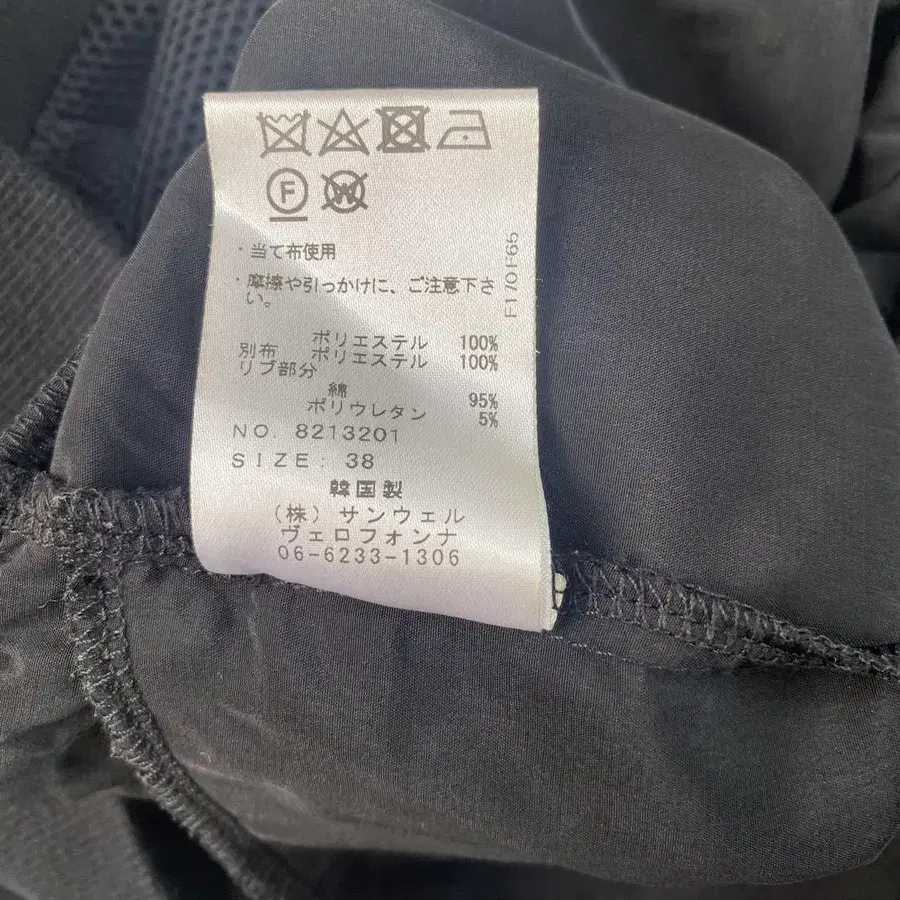 F
W
・当て布使用
・摩擦や引っかけに、ご注意下さ
い。
ポリエステル 100%
別布 ポリエステル 100%
リブ部分
綿 95%
ポリウレタン 5%
NO. 8213201
SIZE: 38
韓国製
(株) サンウェル
ヴェロフォンナ
06-6233-1306
F170F65